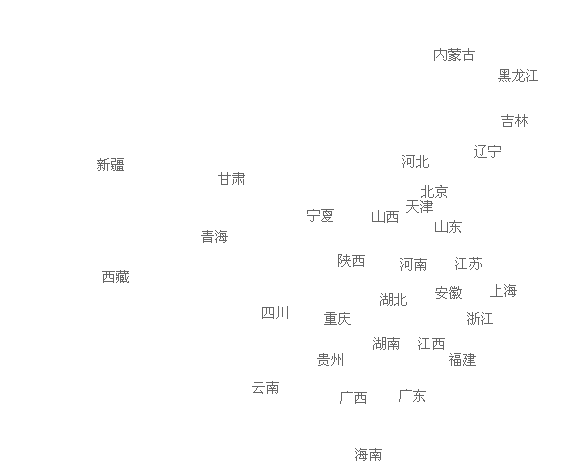 内蒙古
黑龙江
吉林
辽宁
河北
新疆
甘肃
北京
天津
宁夏
山西
山东
青海
陕西
河南
江苏
西藏
安徽
上海
湖北
四川
重庆
浙江
湖南
江西
贵州
福建
云南
广西
广东
海南